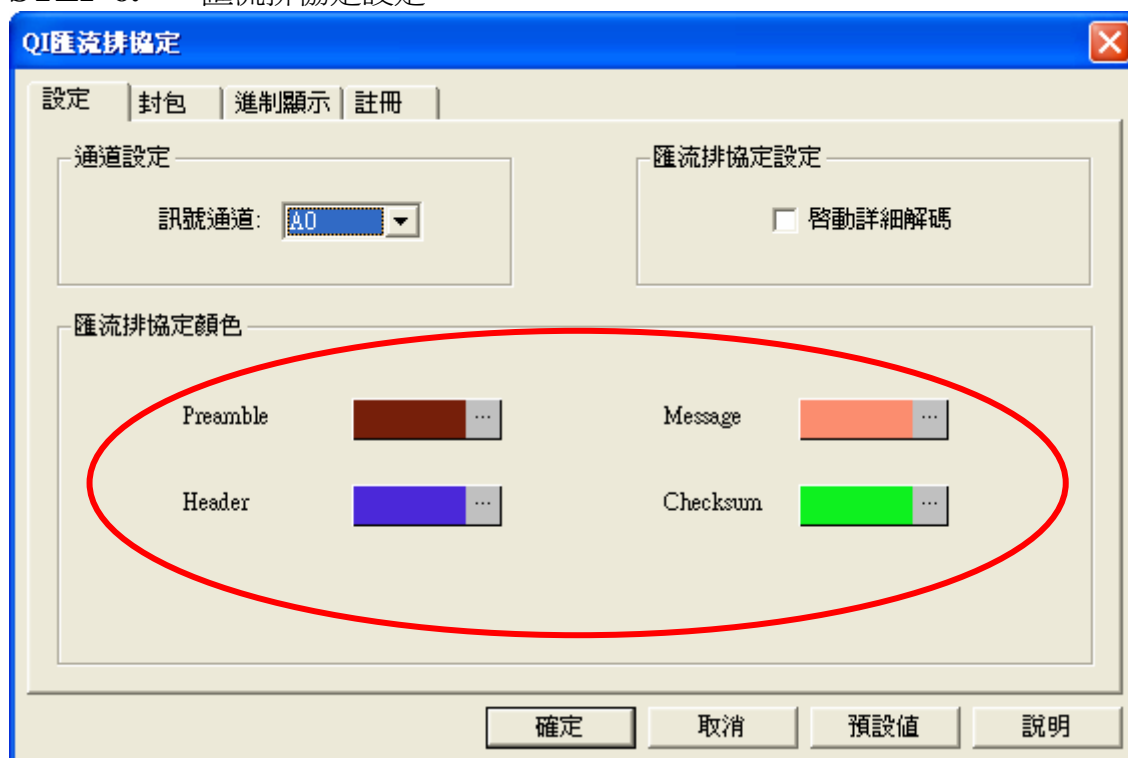 QI匯流排協定
設定 封包 進制顯示 註冊
通道設定
訊號通道: A0
匯流排協定設定
啓動詳細解碼
匯流排協定顏色
Preamble ...
Message ...
Header ...
Checksum ...
確定 取消 預設值 説明